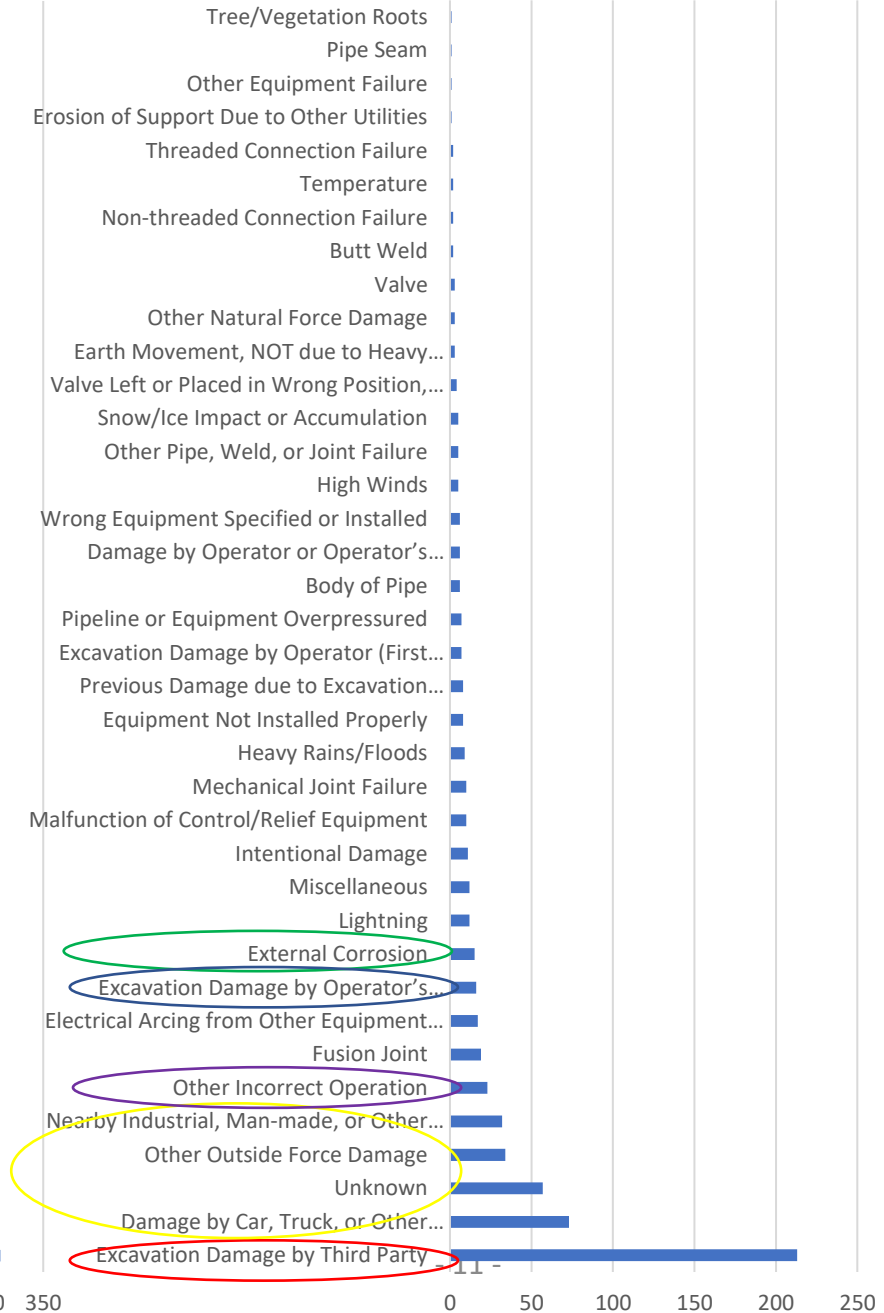 Tree/Vegetation Roots
Pipe Seam
Other Equipment Failure
Erosion of Support Due to Other Utilities
Threaded Connection Failure
Temperature
Non-threaded Connection Failure
Butt Weld
Valve
Other Natural Force Damage
Earth Movement, NOT due to Heavy...
Valve Left or Placed in Wrong Position,...
Snow/Ice Impact or Accumulation
Other Pipe, Weld, or Joint Failure
High Winds
Wrong Equipment Specified or Installed
Damage by Operator or Operator’s...
Body of Pipe
Pipeline or Equipment Overpressured
Excavation Damage by Operator (First...
Previous Damage due to Excavation...
Equipment Not Installed Properly
Heavy Rains/Floods
Mechanical Joint Failure
Malfunction of Control/Relief Equipment
Intentional Damage
Miscellaneous
Lightning
External Corrosion
Excavation Damage by Operator’s...
Electrical Arcing from Other Equipment...
Fusion Joint
Other Incorrect Operation
Nearby Industrial, Man-made, or Other...
Other Outside Force Damage
Unknown
Damage by Car, Truck, or Other...
Excavation Damage by Third Party
- 11 -
0 350 0 50 100 150 200 250